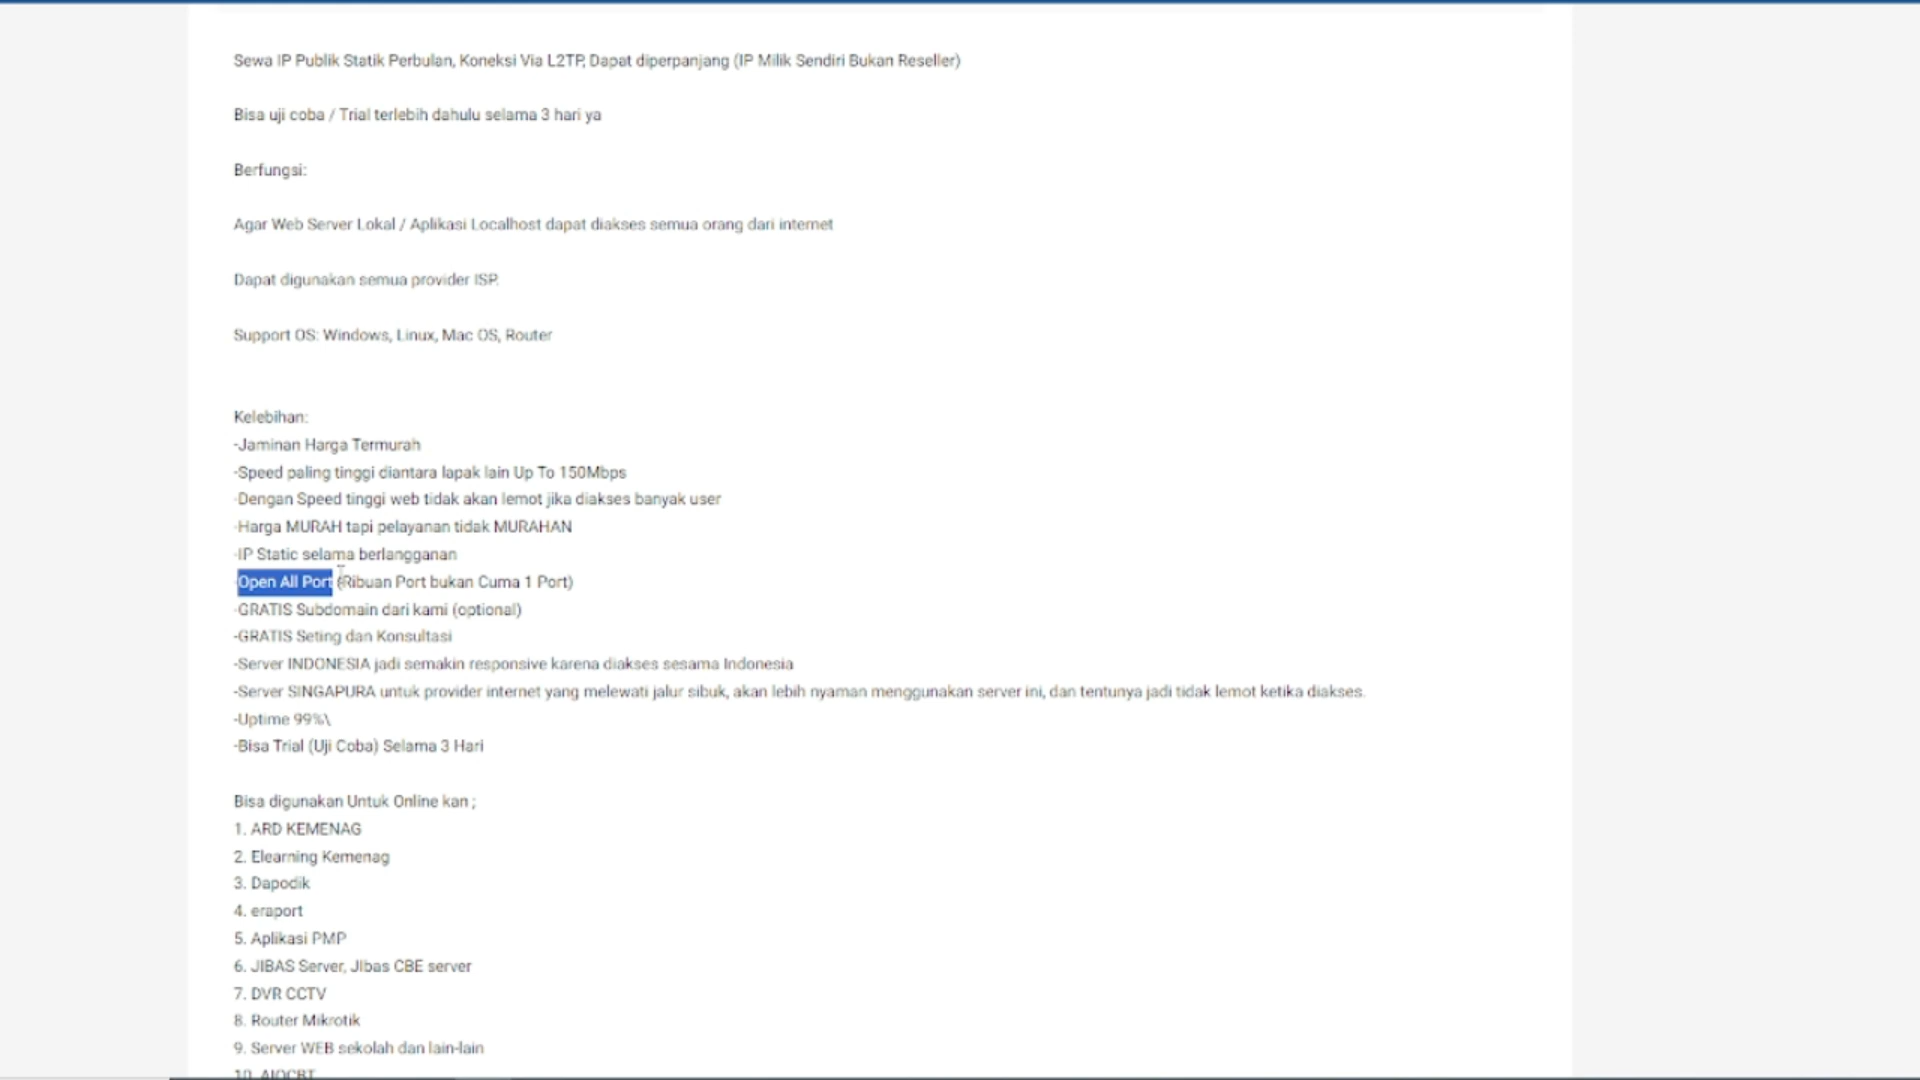 Sewa IP Publik Statik Perbulan, Koneksi Via L2TP, Dapat diperpanjang (IP Milik Sendiri Bukan Reseller)
Bisa uji coba / Trial terlebih dahulu selama 3 hari ya
Berfungsi:
Agar Web Server Lokal / Aplikasi Localhost dapat diakses semua orang dari internet
Dapat digunakan semua provider ISP.
Support OS: Windows, Linux, Mac OS, Router
Kelebihan:
-Jaminan Harga Termurah
-Speed paling tinggi diantara lapak lain Up To 150Mbps
-Dengan Speed tinggi web tidak akan lemot jika diakses banyak user
-Harga MURAH tapi pelayanan tidak MURAHAN
-IP Static selama berlangganan
-Open All Port (Ribuan Port bukan Cuma 1 Port)
-GRATIS Subdomain dari kami (optional)
-GRATIS Seting dan Konsultasi
-Server INDONESIA jadi semakin responsive karena diakses sesama Indonesia
-Server SINGAPURA untuk provider internet yang melewati jalur sibuk, akan lebih nyaman menggunakan server ini, dan tentunya jadi tidak lemot ketika diakses.
-Uptime 99%\
-Bisa Trial (Uji Coba) Selama 3 Hari
Bisa digunakan Untuk Online kan ;
1. ARD KEMENAG
2. Elearning Kemenag
3. Dapodik
4. eraport
5. Aplikasi PMP
6. JIBAS Server, JIbas CBE server
7. DVR CCTV
8. Router Mikrotik
9. Server WEB sekolah dan lain-lain
10. AIOCBT